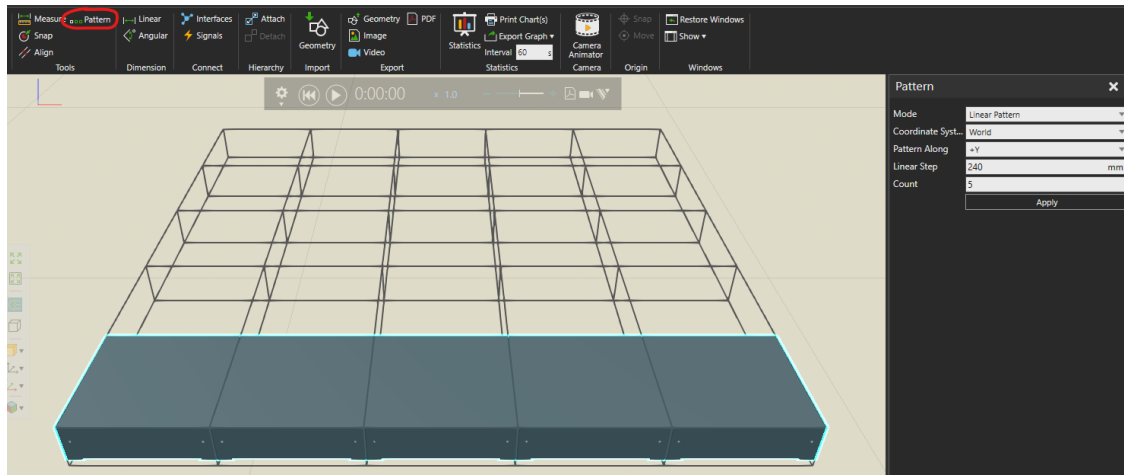 Measure Pattern Linear Interfaces Attach Geometry PDF Print Chart(s) Snap Restore Windows
Snap Angular Signals Detach Image Export Graph Move Show
Align Geometry Video Statistics Interval 60 s Camera Animator
Tools Dimension Connect Hierarchy Import Export Statistics Camera Origin Windows
0:00:00 x 1.0
Pattern
Mode Linear Pattern
Coordinate Syst... World
Pattern Along +Y
Linear Step 240 mm
Count 5
Apply